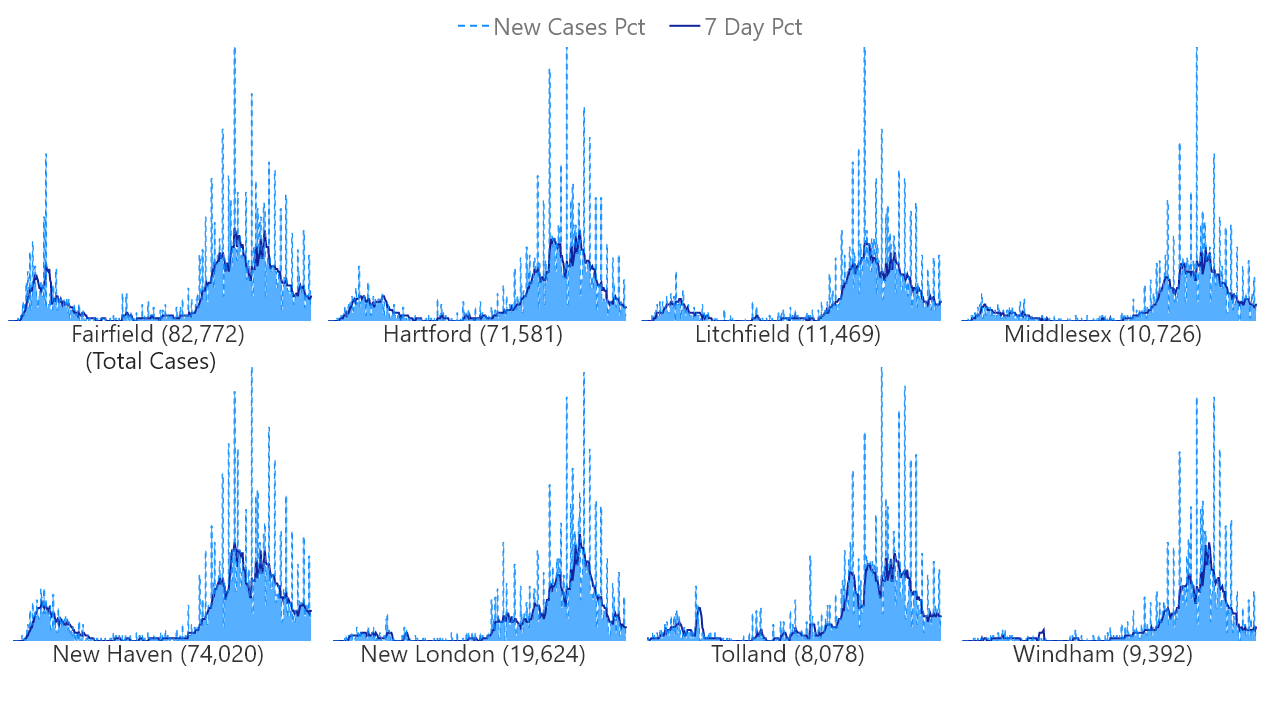 New Cases Pct 7 Day Pct
Fairfield (82,772)
(Total Cases)
Hartford (71,581)
Litchfield (11,469)
Middlesex (10,726)
New Haven (74,020)
New London (19,624)
Tolland (8,078)
Windham (9,392)